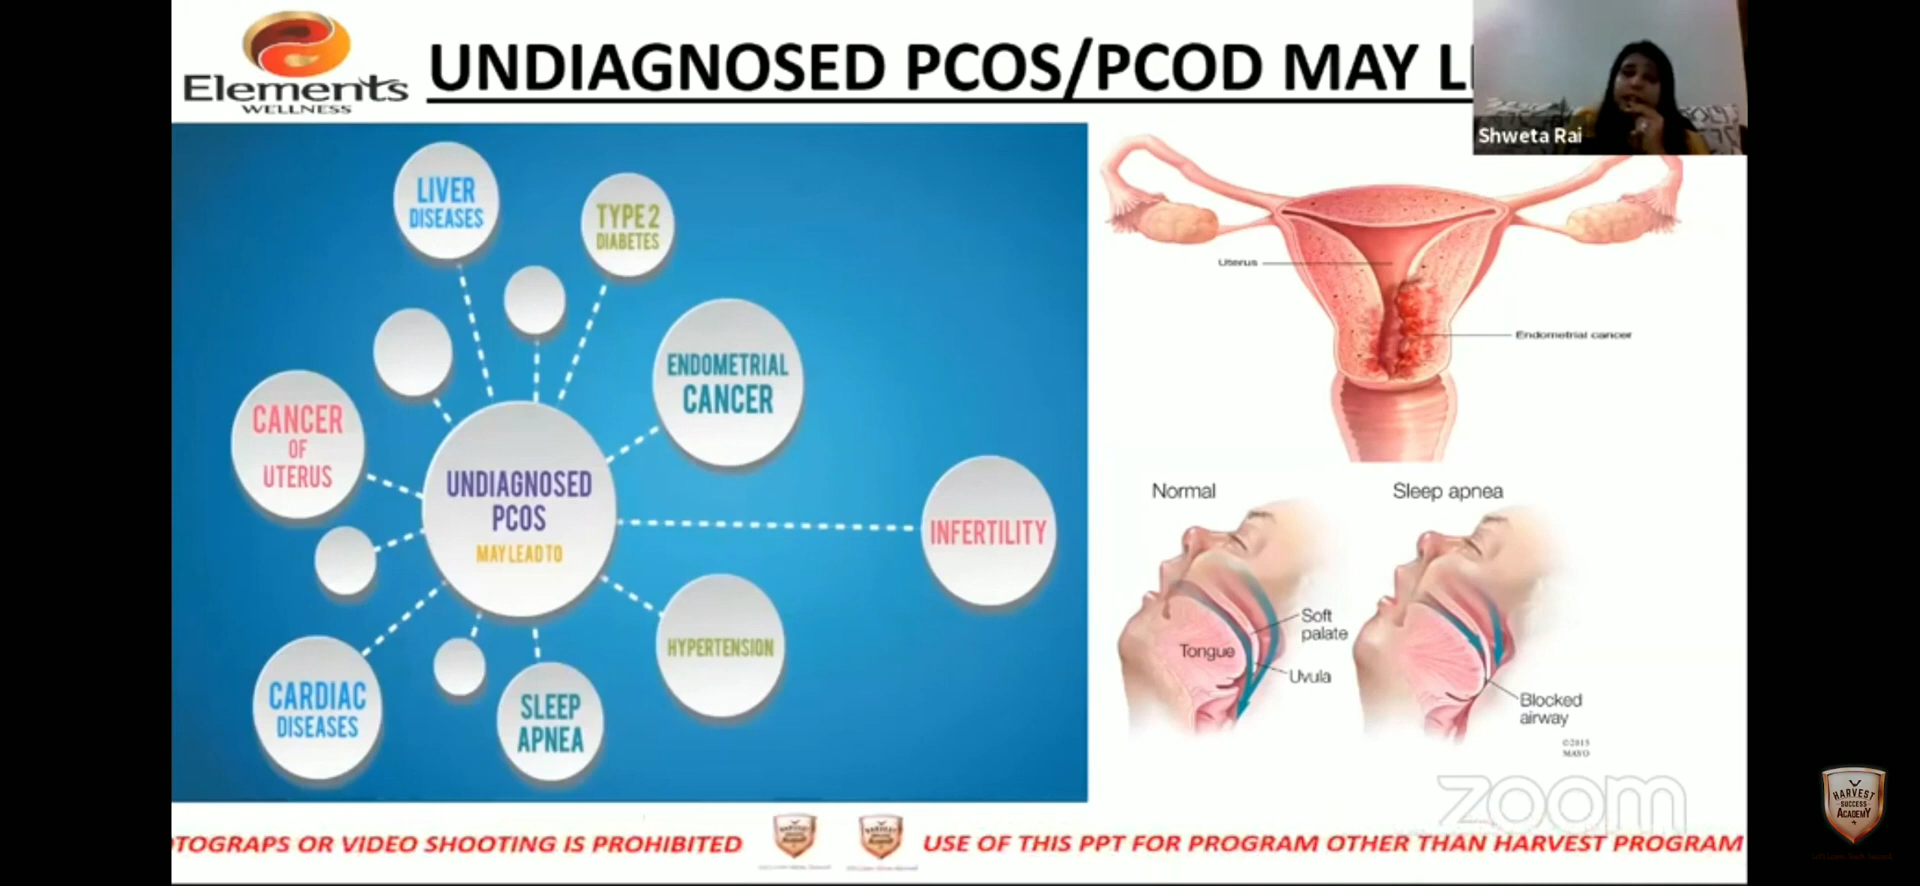 Elements
WELLNESS
UNDIAGNOSED PCOS/PCOD MAY
Shweta Rai
LIVER
DISEASES
TYPE 2
DIABETES
ENDOMETRIAL
CANCER
CANCER
OF
UTERUS
UNDIAGNOSED
PCOS
MAY LEAD TO
INFERTILITY
HYPERTENSION
CARDIAC
DISEASES
SLEEP
APNEA
Uterus
Endometrial cancer
Normal
Sleep apnea
Soft
palate
Tongue
Uvula
Blocked
airway
©2015
MAYO
zoom
HARVEST
SUCCESS
ACADEMY
OTOGRAPS OR VIDEO SHOOTING IS PROHIBITED
USE OF THIS PPT FOR PROGRAM OTHER THAN HARVEST PROGRAM